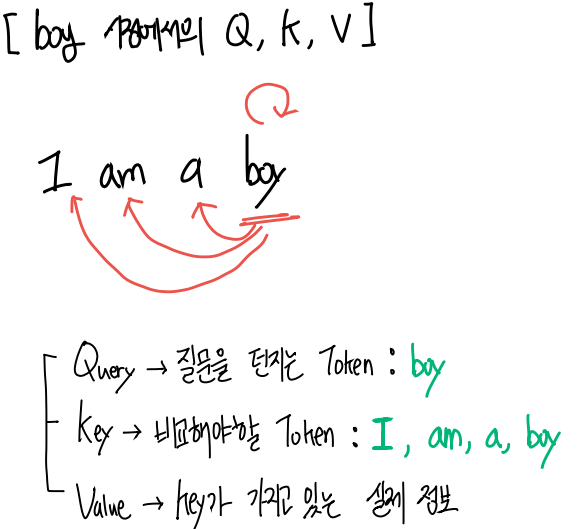 [ boy 시점에서의 Q, K, V ]
I am a boy
Query → 질문을 던지는 Token : boy
Key → 비교해야할 Token : I, am, a, boy
Value → key가 가지고 있는 실제 정보